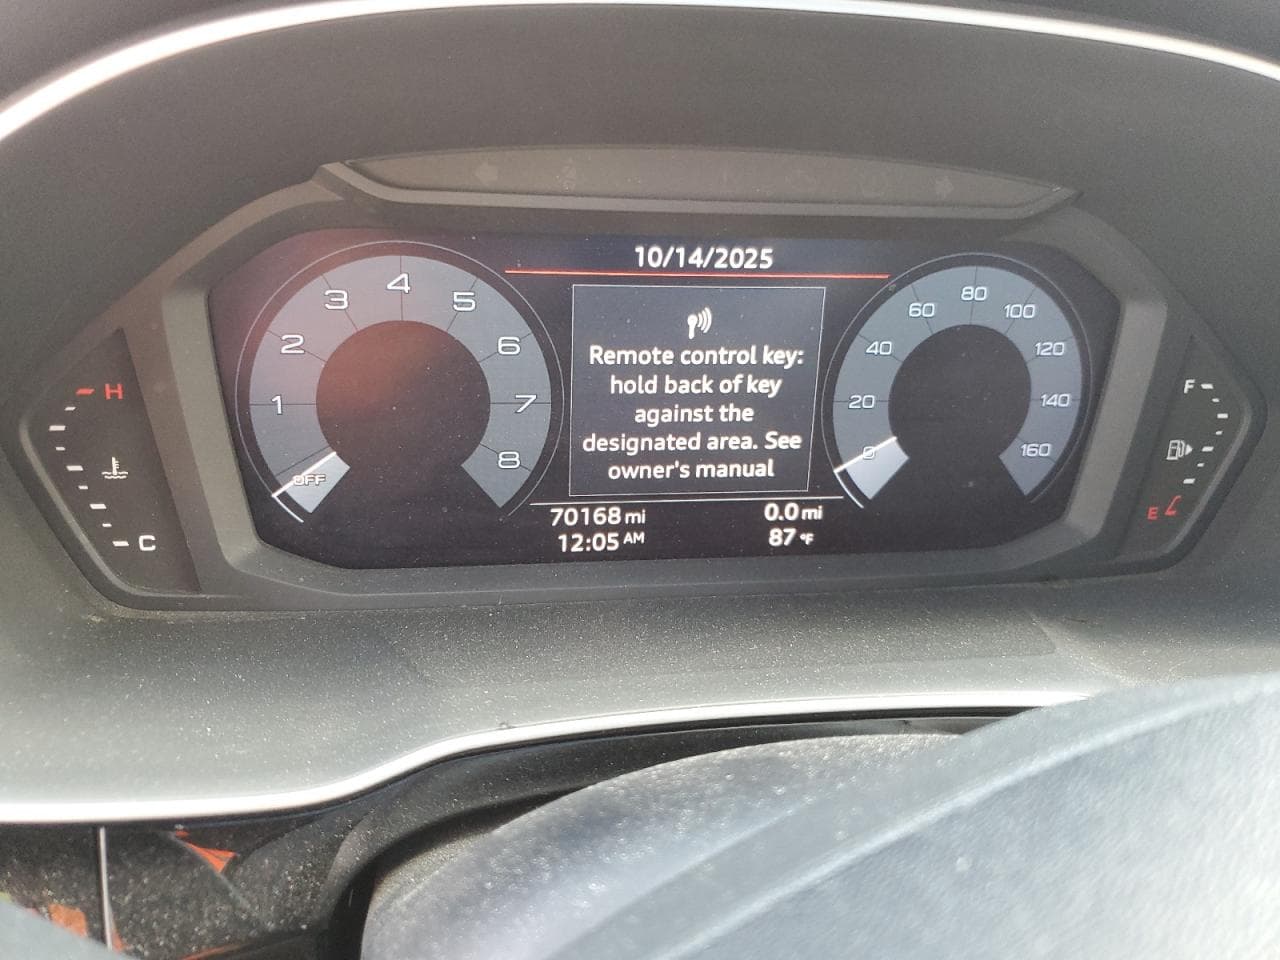 10/14/2025
Remote control key:
hold back of key
against the
designated area. See
owner's manual
70168 mi
0.0 mi
12:05 AM
87 °F
OFF
1
2
3
4
5
6
7
8
0
20
40
60
80
100
120
140
160
H
C
F
E